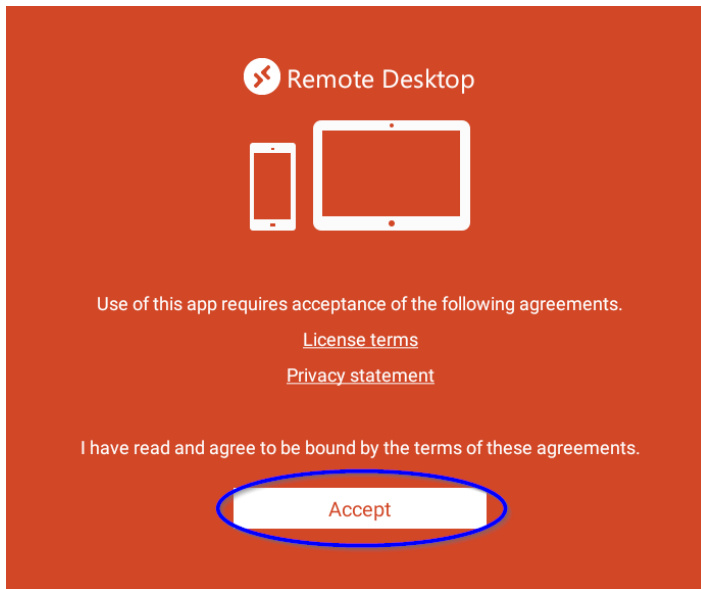 Remote Desktop
Use of this app requires acceptance of the following agreements.
License terms
Privacy statement
I have read and agree to be bound by the terms of these agreements.
Accept